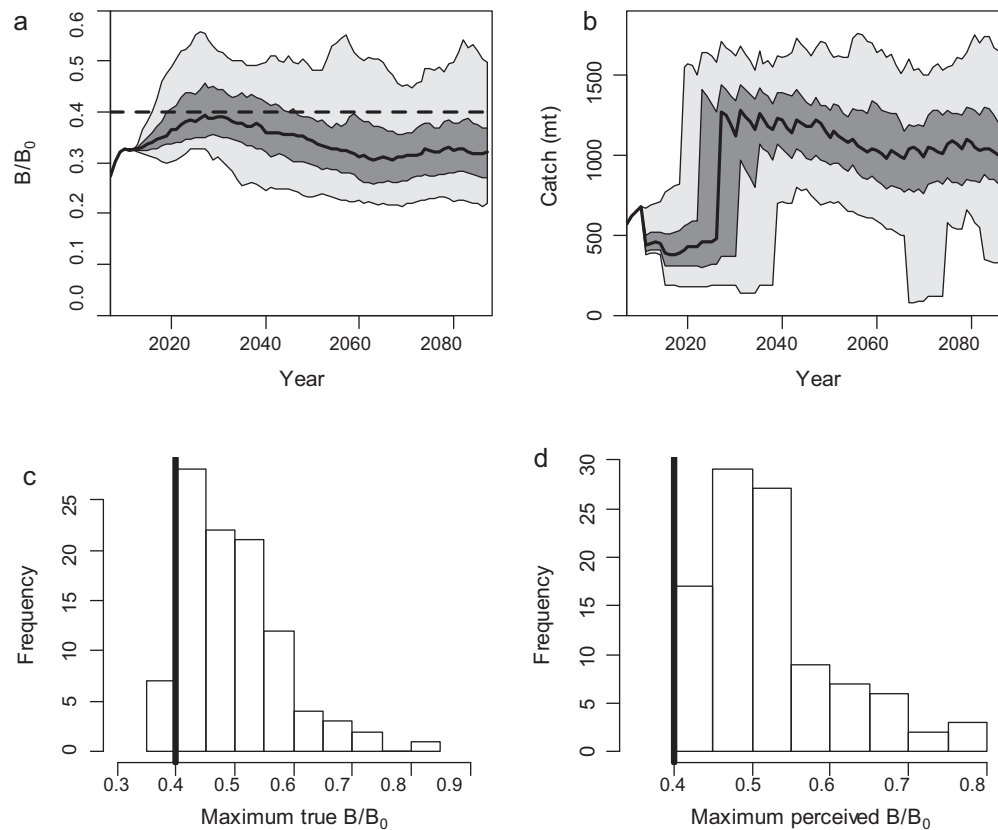 a
0.0 0.1 0.2 0.3 0.4 0.5 0.6
B/B0
2020 2040 2060 2080
Year
b
0 500 1000 1500
Catch (mt)
2020 2040 2060 2080
Year
c
0 5 10 15 20 25
Frequency
0.3 0.4 0.5 0.6 0.7 0.9
Maximum true B/B0
d
0 5 10 15 20 25 30
Frequency
0.4 0.5 0.6 0.7 0.8
Maximum perceived B/B0